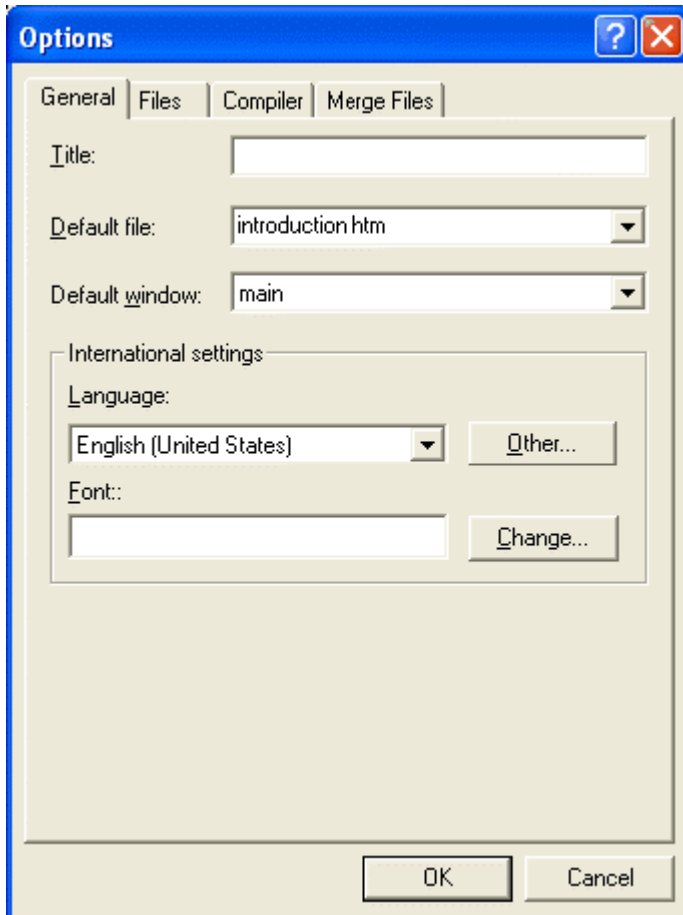 Options
General Files Compiler Merge Files
Title:
Default file: introduction htm
Default window: main
International settings
Language:
English (United States) Other...
Font::
Change...
OK Cancel